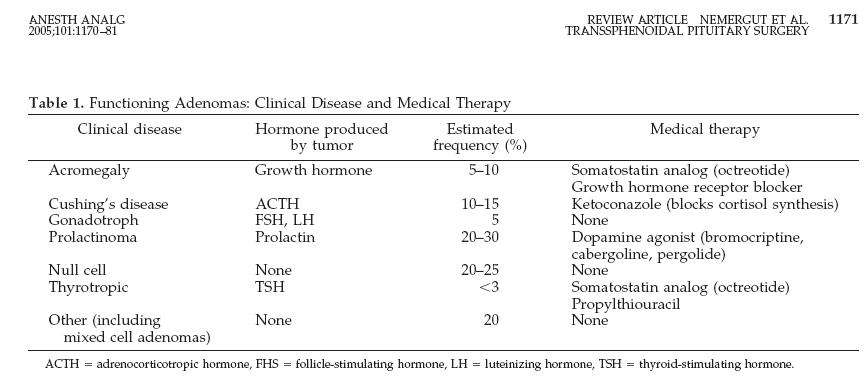 ANESTH ANALG REVIEW ARTICLE NEMERGUT ET AL. 1171
2005;101:1170–81 TRANSSPHENOIDAL PITUITARY SURGERY
Table 1. Functioning Adenomas: Clinical Disease and Medical Therapy
Clinical disease Hormone produced Estimated Medical therapy
by tumor frequency (%)
Acromegaly Growth hormone 5–10 Somatostatin analog (octreotide)
Growth hormone receptor blocker
Cushing's disease ACTH 10–15 Ketoconazole (blocks cortisol synthesis)
Gonadotroph FSH, LH 5 None
Prolactinoma Prolactin 20–30 Dopamine agonist (bromocriptine,
cabergoline, pergolide)
Null cell None 20–25 None
Thyrotropic TSH <3 Somatostatin analog (octreotide)
Propylthiouracil
Other (including None 20 None
mixed cell adenomas)
ACTH = adrenocorticotropic hormone, FHS = follicle-stimulating hormone, LH = luteinizing hormone, TSH = thyroid-stimulating hormone.